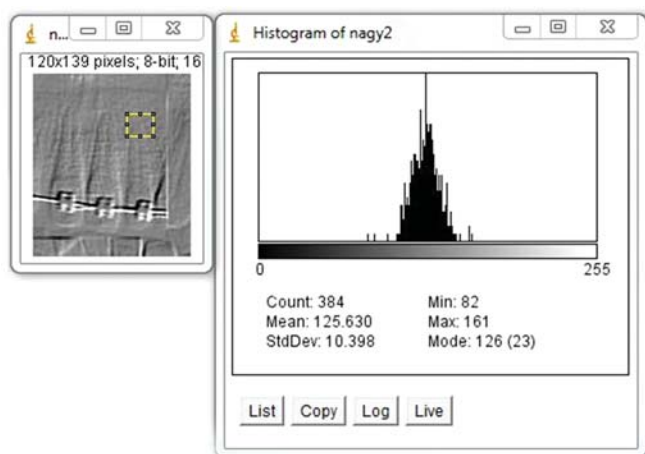 n...
120x139 pixels; 8-bit; 16
Histogram of nagy2
0
255
Count: 384
Min: 82
Mean: 125.630
Max: 161
StdDev: 10.398
Mode: 126 (23)
List
Copy
Log
Live